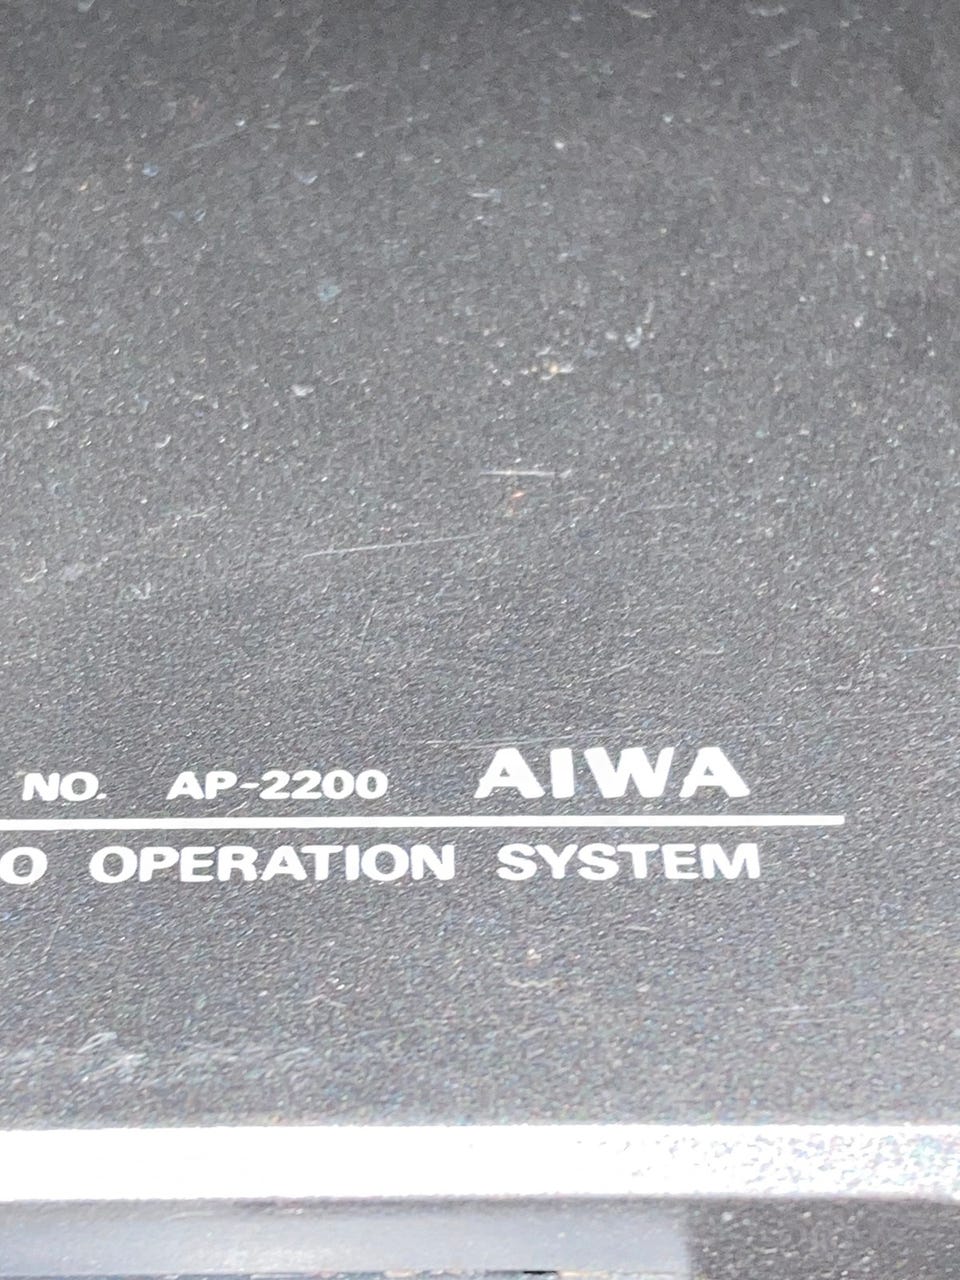 NO. AP-2200 AIWA
O OPERATION SYSTEM